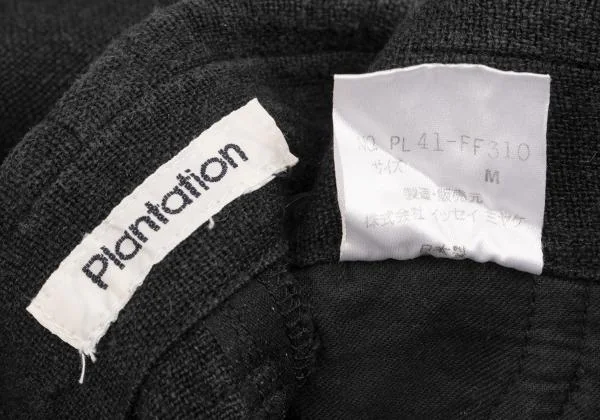 Plantation
NO. PL 41-FF310
サイズ M
製造・販売元
株式会社 イッセイ ミヤケ
日本製